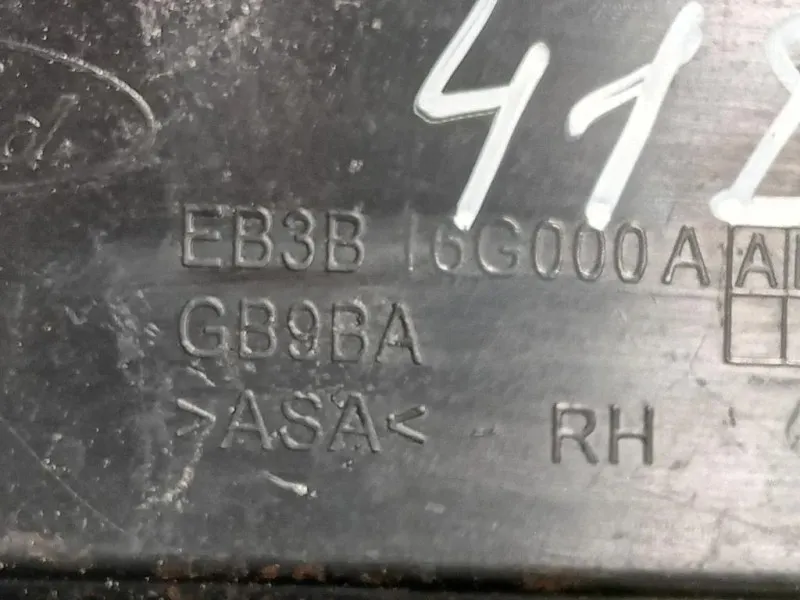 41
EB3B 16G000 A A
GB9BA
>ASA< RH